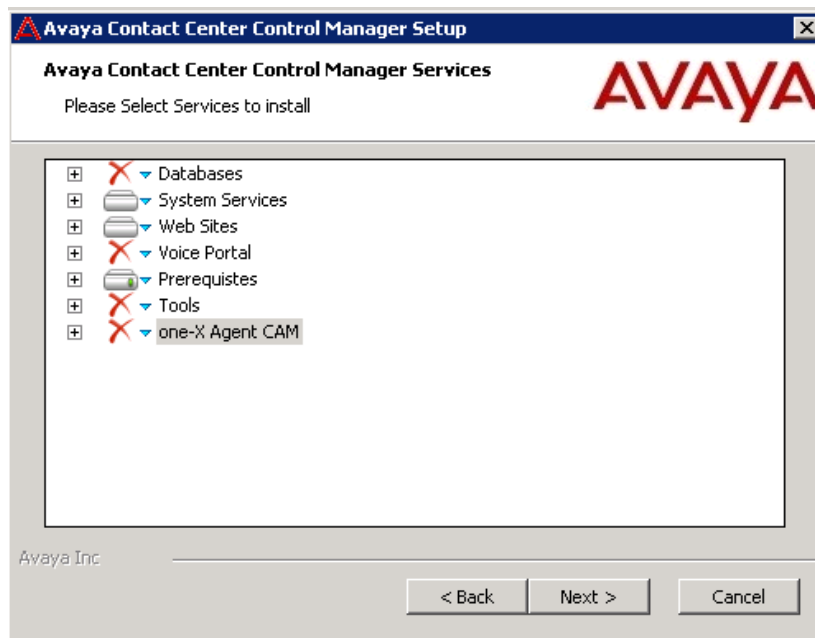 Avaya Contact Center Control Manager Setup
Avaya Contact Center Control Manager Services
Please Select Services to install
AVAYA
Databases
System Services
Web Sites
Voice Portal
Prerequistes
Tools
one-X Agent CAM
Avaya Inc
< Back
Next >
Cancel